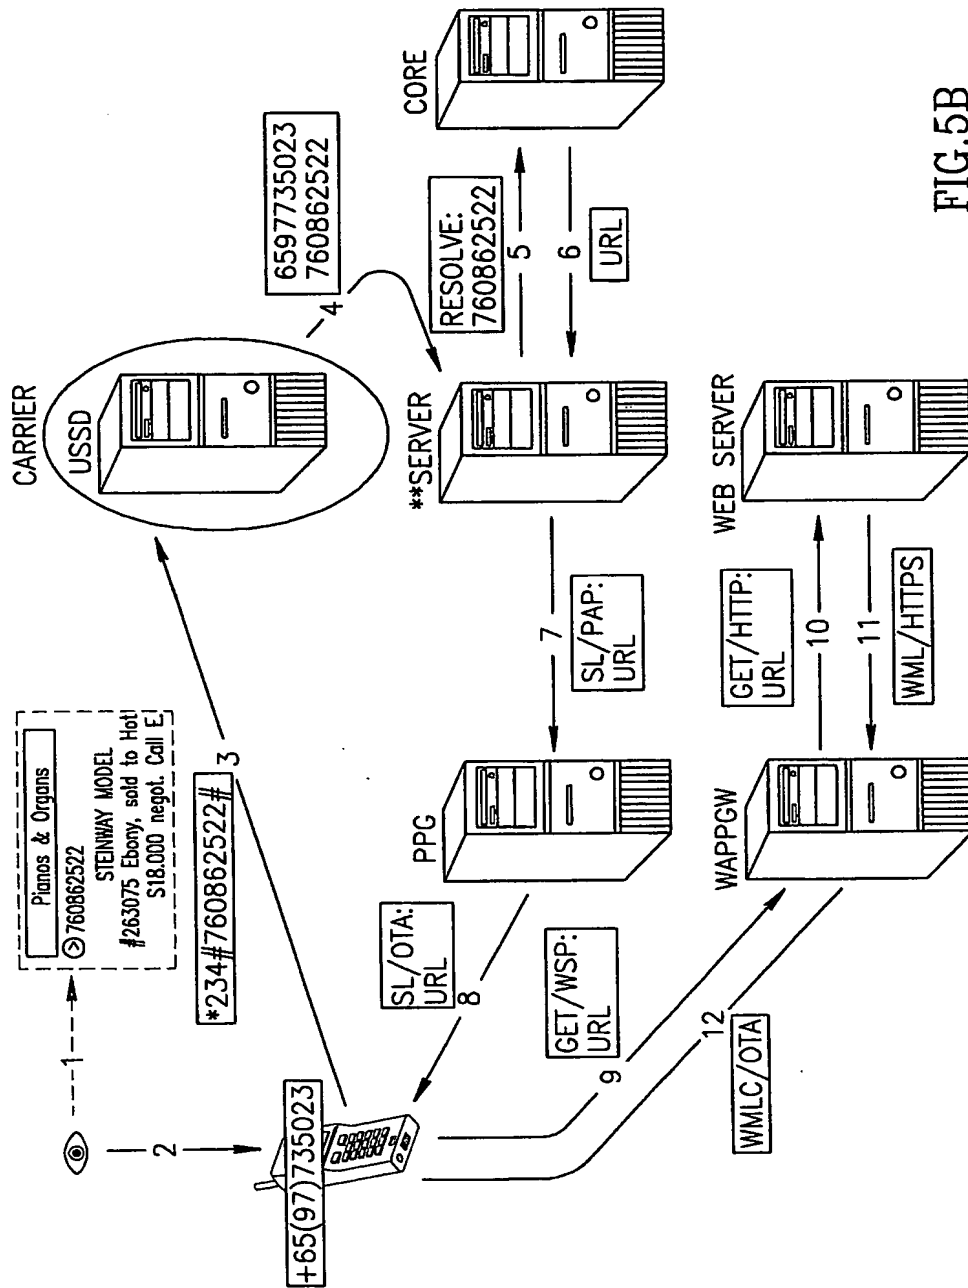 Pianos & Organs
760862522
STEINWAY MODEL
#263075 Ebony, sold to Hot
S18.000 negot. Call E
1
2
+65(97)735023
*234#760862522#
3
CARRIER
USSD
4
6597735023
760862522
**SERVER
RESOLVE:
760862522
5
6
URL
CORE
7
SL/PAP:
URL
PPG
SL/OTA:
URL
8
GET/WSP:
URL
9
12
WMLC/OTA
WAPPGW
GET/HTTP:
URL
10
11
WML/HTTPS
WEB SERVER
FIG.5B